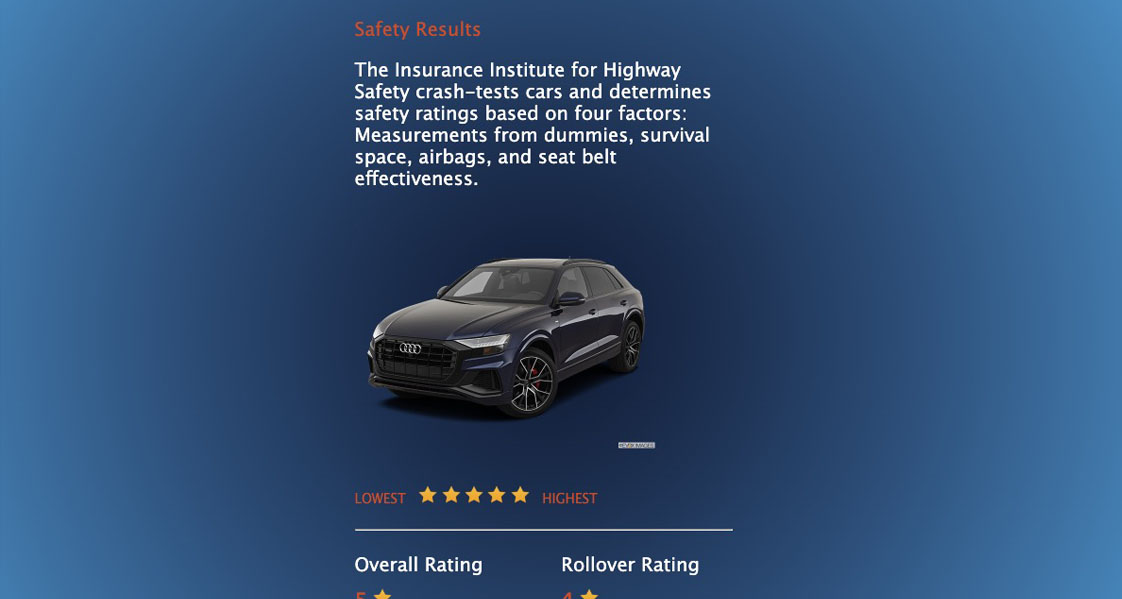 Safety Results
The Insurance Institute for Highway
Safety crash-tests cars and determines
safety ratings based on four factors:
Measurements from dummies, survival
space, airbags, and seat belt
effectiveness.
LOWEST HIGHEST
Overall Rating Rollover Rating